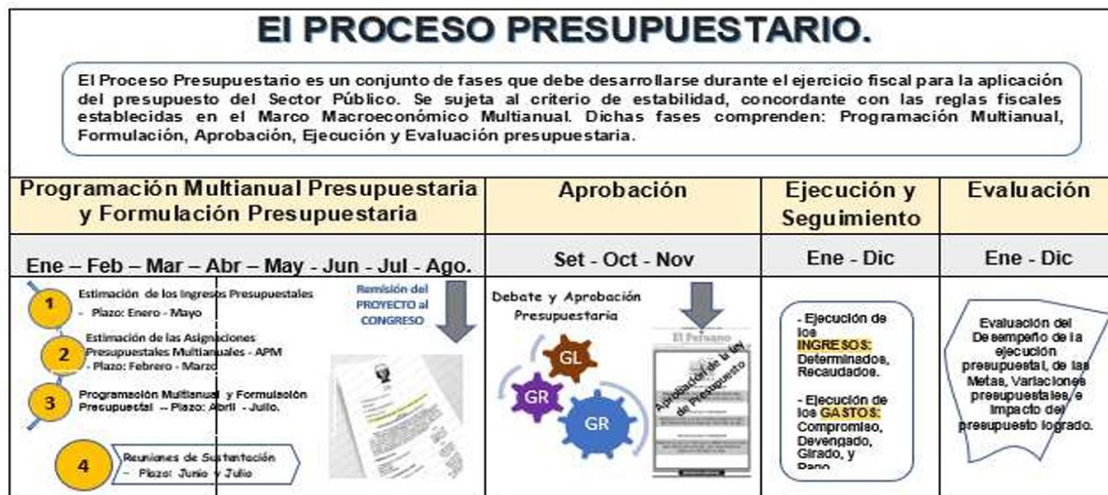 El PROCESO PRESUPUESTARIO.
El Proceso Presupuestario es un conjunto de fases que debe desarrollarse durante el ejercicio fiscal para la aplicación
del presupuesto del Sector Público. Se sujeta al criterio de estabilidad, concordante con las reglas fiscales
establecidas en el Marco Macroeconómico Multianual. Dichas fases comprenden: Programación Multianual,
Formulación, Aprobación, Ejecución y Evaluación presupuestaria.
Programación Multianual Presupuestaria
y Formulación Presupuestaria
Ene – Feb – Mar – Abr – May - Jun - Jul - Ago.
1
Estimación de los Ingresos Presupuestales
- Plazo: Enero - Mayo
2
Estimación de las Asignaciones
Presupuestales Multianuales - APM
- Plazo: Febrero - Marzo
3
Programación Multianual y Formulación
Presupuestal – Plazo: Abril - Julio.
4
Reuniones de Sustentación
– Plazo: Junio y Julio
Remisión del
PROYECTO al
CONGRESO
Aprobación
Set - Oct - Nov
Debate y Aprobación
Presupuestaria
GL
GR
GR
El Peruano
Aprobación de la ley
de Presupuesto
Ejecución y
Seguimiento
Ene - Dic
- Ejecución de
los
INGRESOS:
Determinados,
Recaudados.
- Ejecución de
los GASTOS:
Compromiso,
Devengado,
Girado, y
Pago
Evaluación
Ene - Dic
Evaluación del
Desempeño de la
ejecución
presupuestal, de las
Metas, Variaciones
presupuestales, e
impacto del
presupuesto logrado.